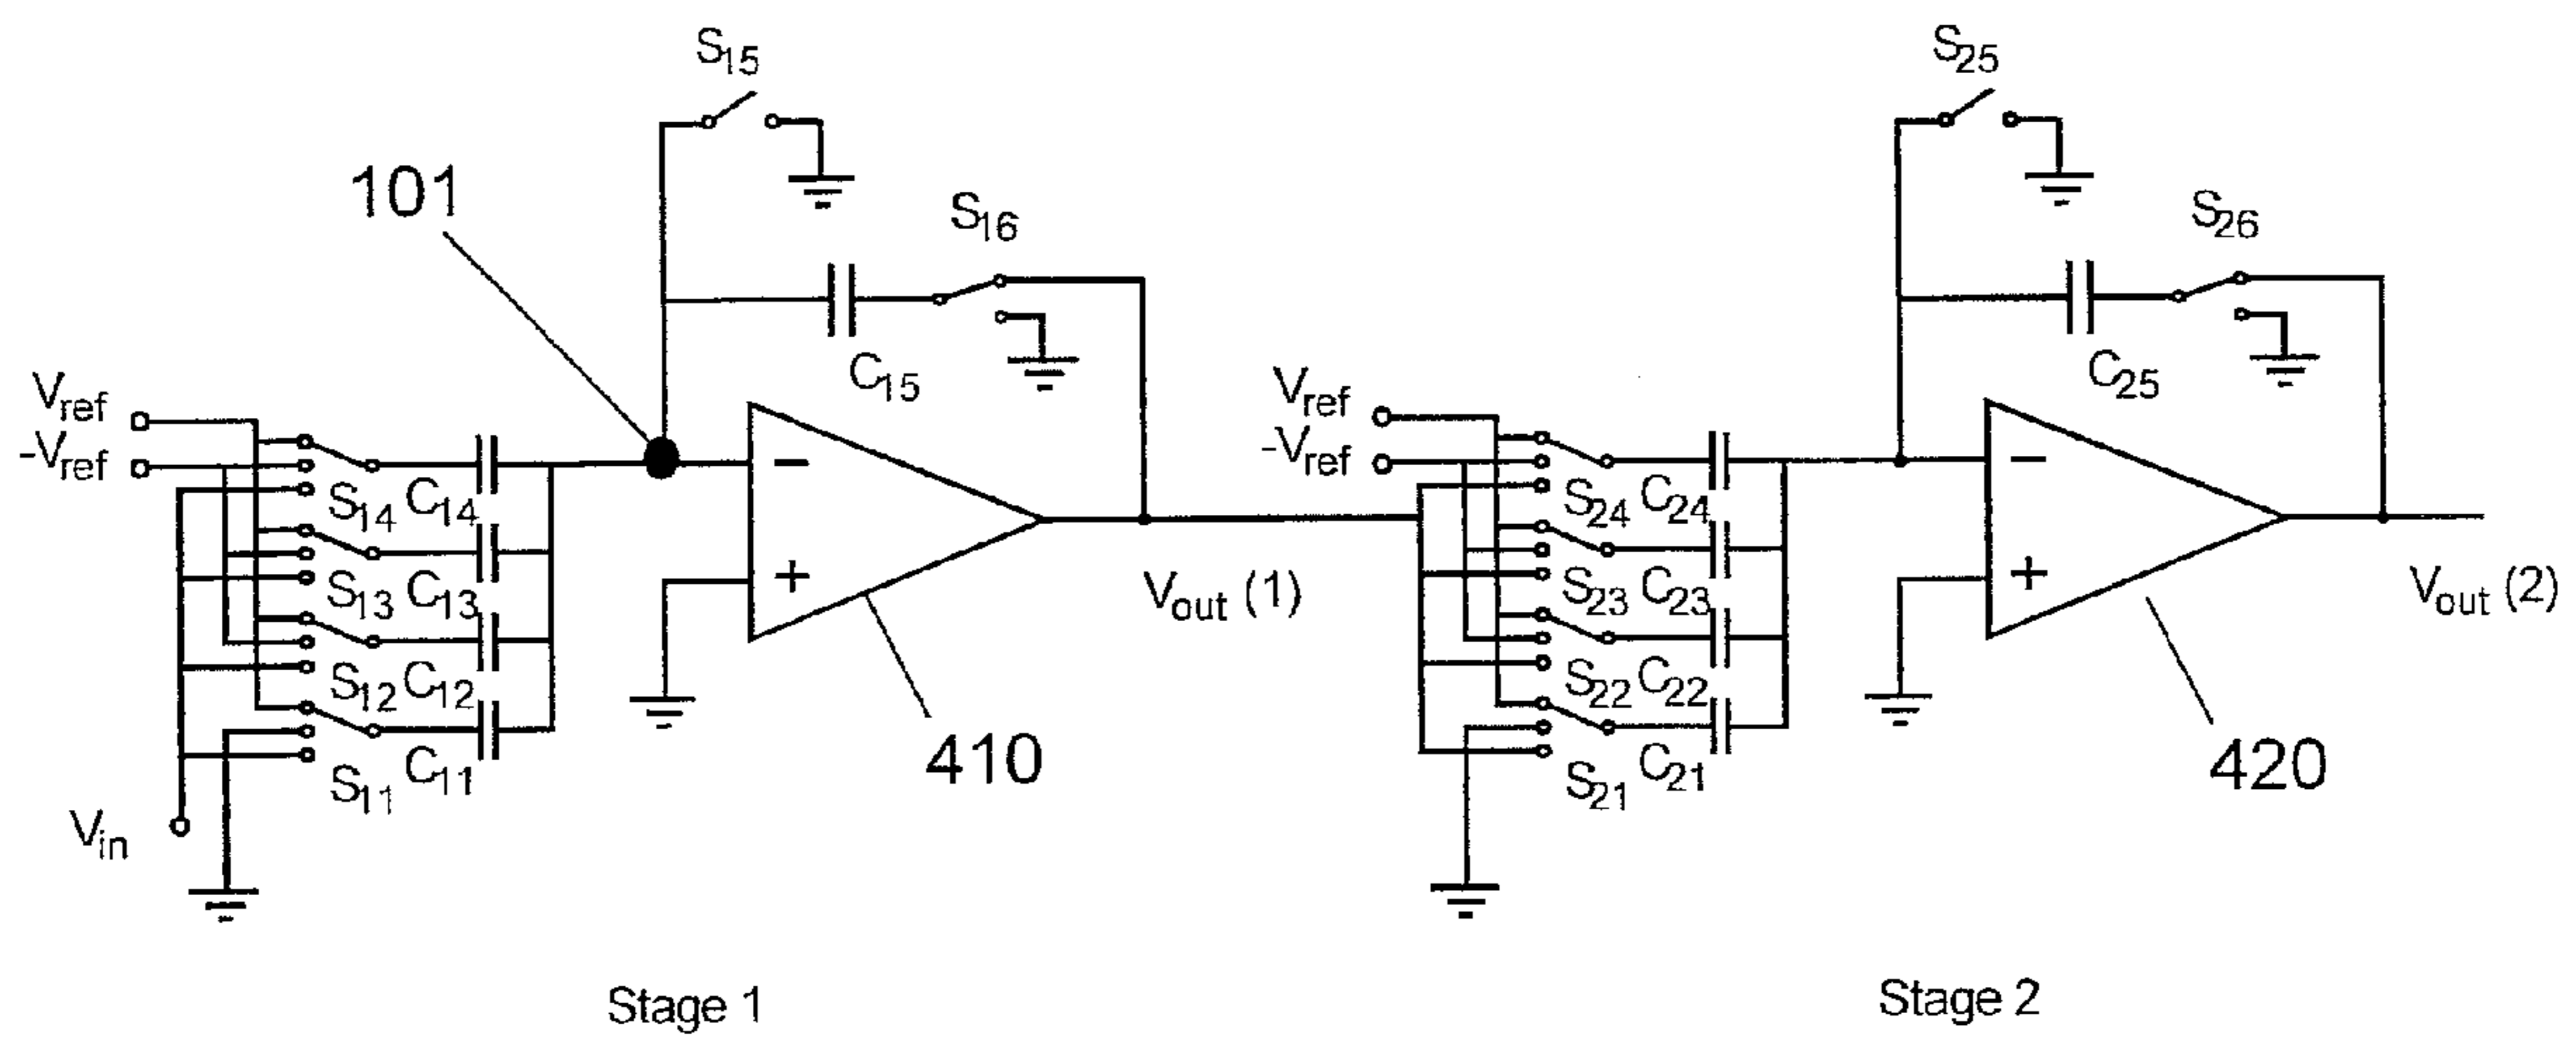 S15
S25
101
S16
S26
C15
C25
Vref
-Vref
Vref
-Vref
S14 C14
S24 C24
S13 C13
S23 C23
Vout (1)
Vout (2)
S12 C12
S22 C22
410
420
S11 C11
S21 C21
Vin
Stage 1
Stage 2